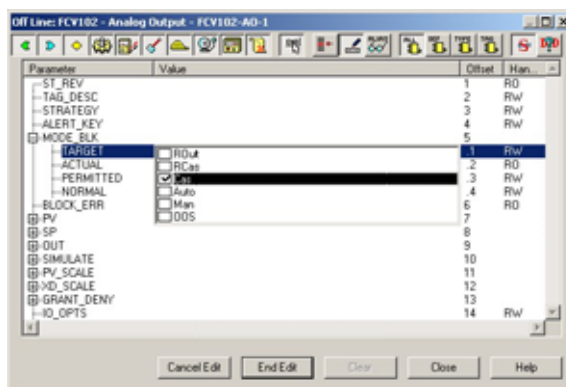 Off Line: FCV102 - Analog Output - FCV102-AO-1
Parameter Value Offset Han...
ST_REV 1 RO
TAG_DESC 2 RW
STRATEGY 3 RW
ALERT_KEY 4 RW
MODE_BLK 5
TARGET ROut .1 RW
ACTUAL RCas .2 RO
PERMITTED Cas .3 RW
NORMAL Auto .4 RW
BLOCK_ERR Man 6 RO
PV OOS 7
SP 8
OUT 9
SIMULATE 10
PV_SCALE 11
XD_SCALE 12
GRANT_DENY 13
IO_OPTS 14 RW
Cancel Edit End Edit Clear Close Help